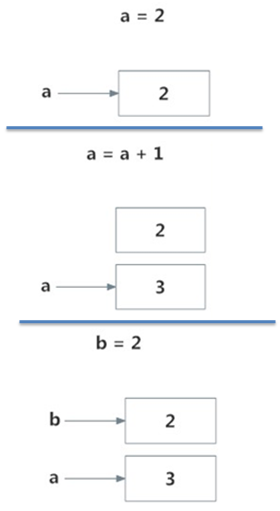 a = 2
a 2
a = a + 1
2
a 3
b = 2
b 2
a 3